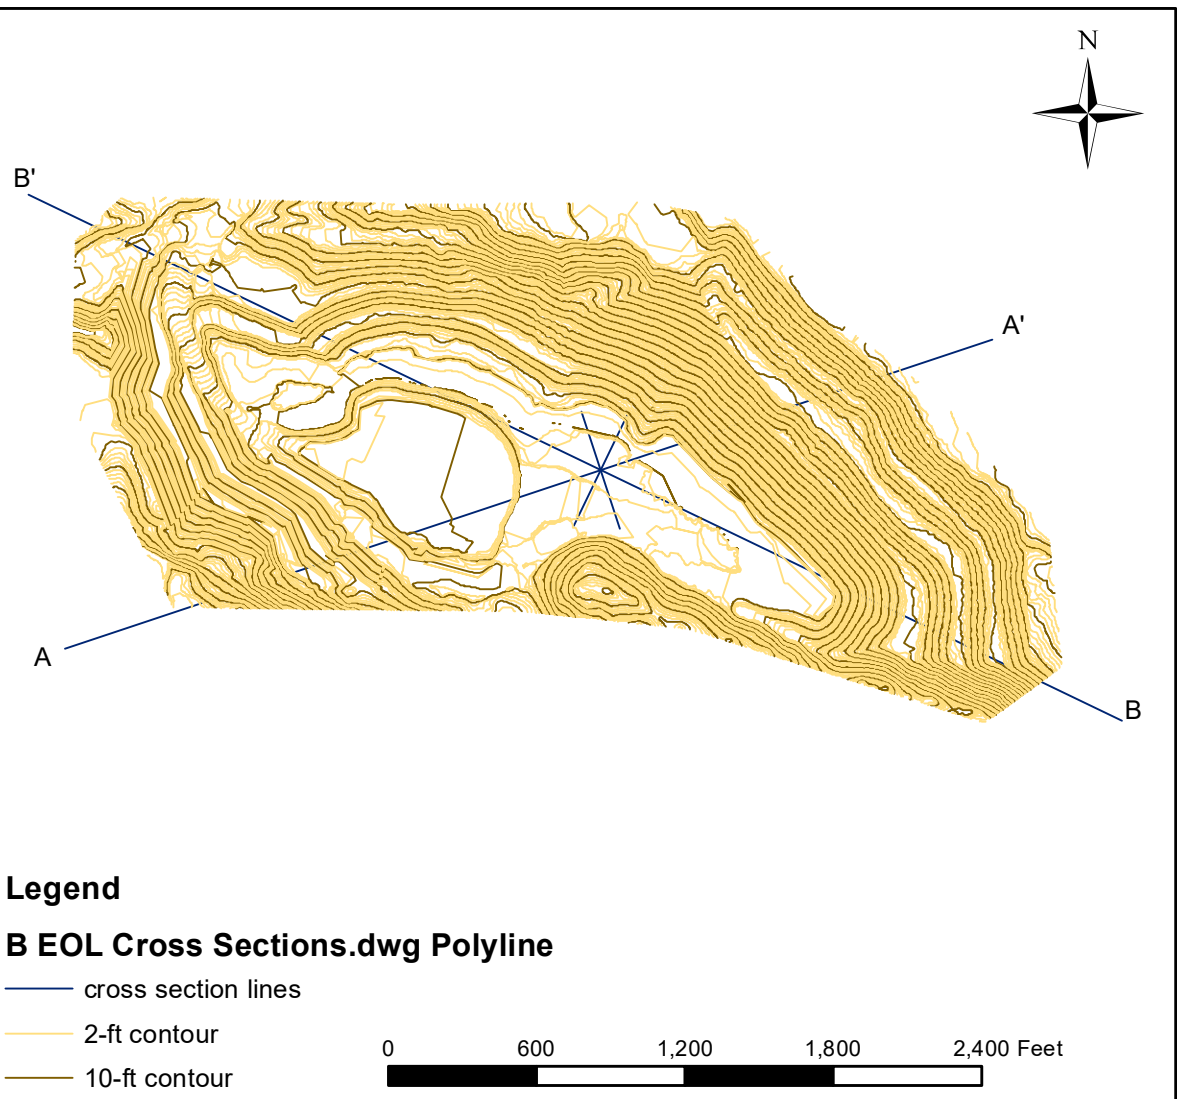 N
B'
A'
A
B
Legend
B EOL Cross Sections.dwg Polyline
cross section lines
2-ft contour
10-ft contour
0 600 1,200 1,800 2,400 Feet